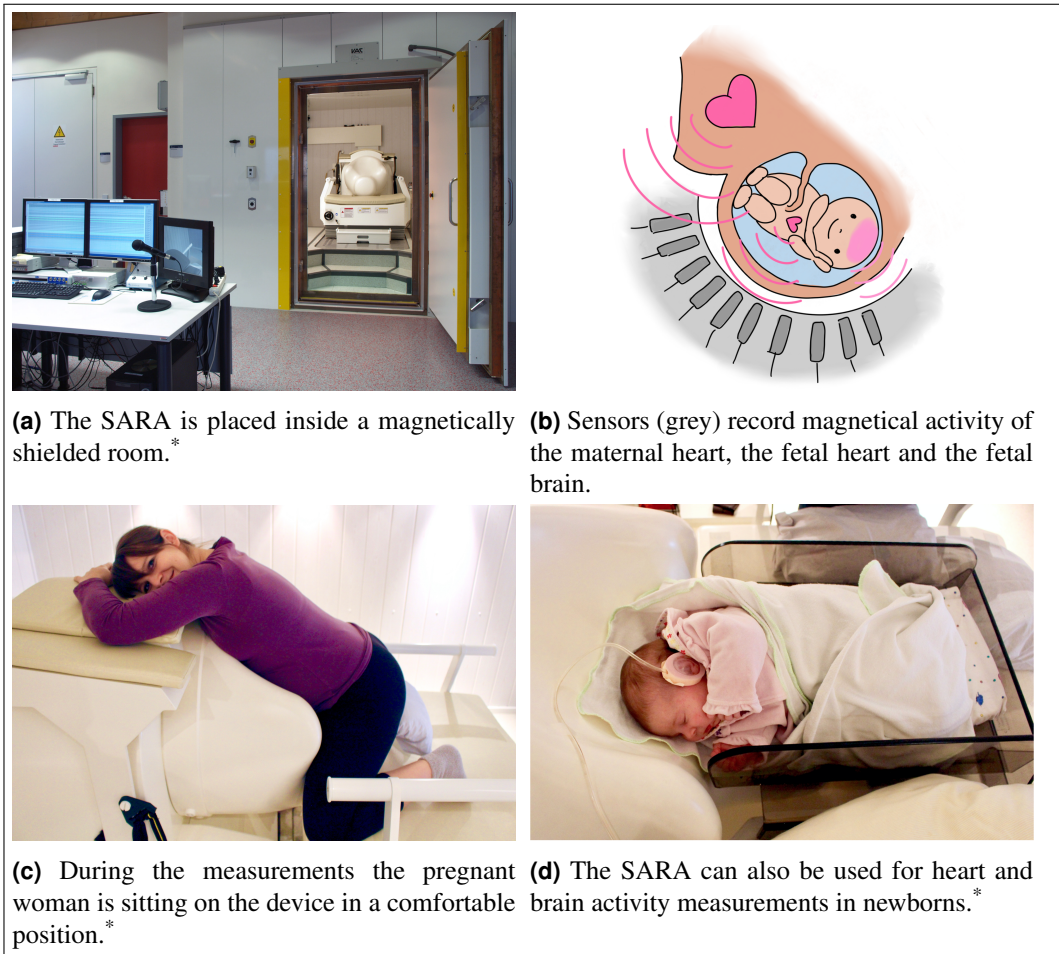 VAC
(a) The SARA is placed inside a magnetically
shielded room.*
(b) Sensors (grey) record magnetical activity of
the maternal heart, the fetal heart and the fetal
brain.
(c) During the measurements the pregnant
woman is sitting on the device in a comfortable
position.*
(d) The SARA can also be used for heart and
brain activity measurements in newborns.*